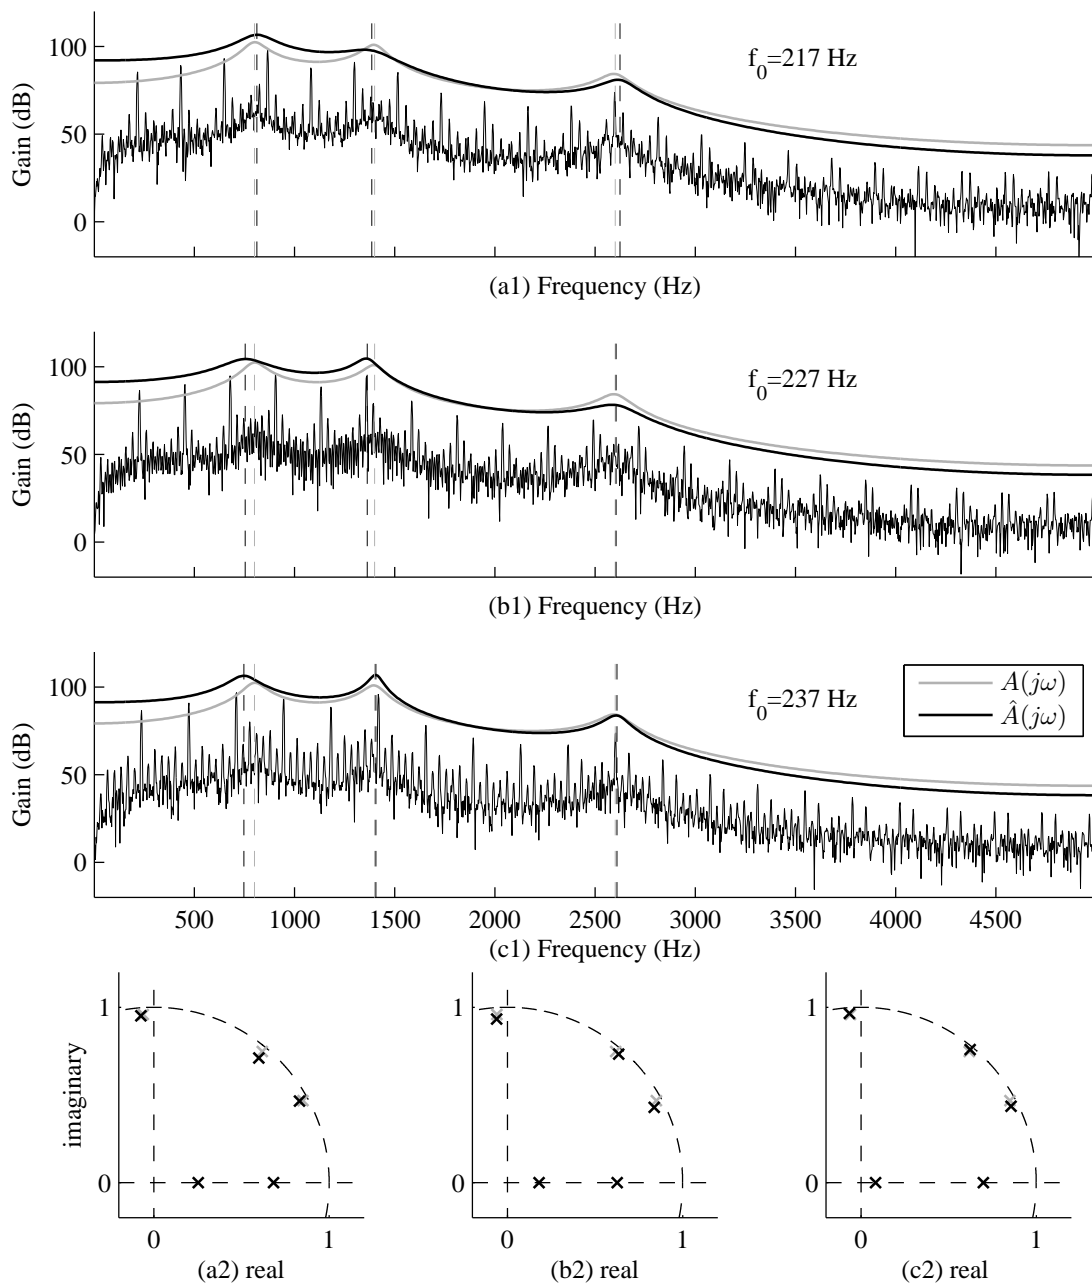 100
50
0
Gain (dB)
f_0=217 Hz
(a1) Frequency (Hz)
100
50
0
Gain (dB)
f_0=227 Hz
(b1) Frequency (Hz)
100
50
0
Gain (dB)
f_0=237 Hz
A(jω)
Â(jω)
500 1000 1500 2000 2500 3000 3500 4000 4500
(c1) Frequency (Hz)
1
0
imaginary
0 1
(a2) real
1
0
0 1
(b2) real
1
0
0 1
(c2) real